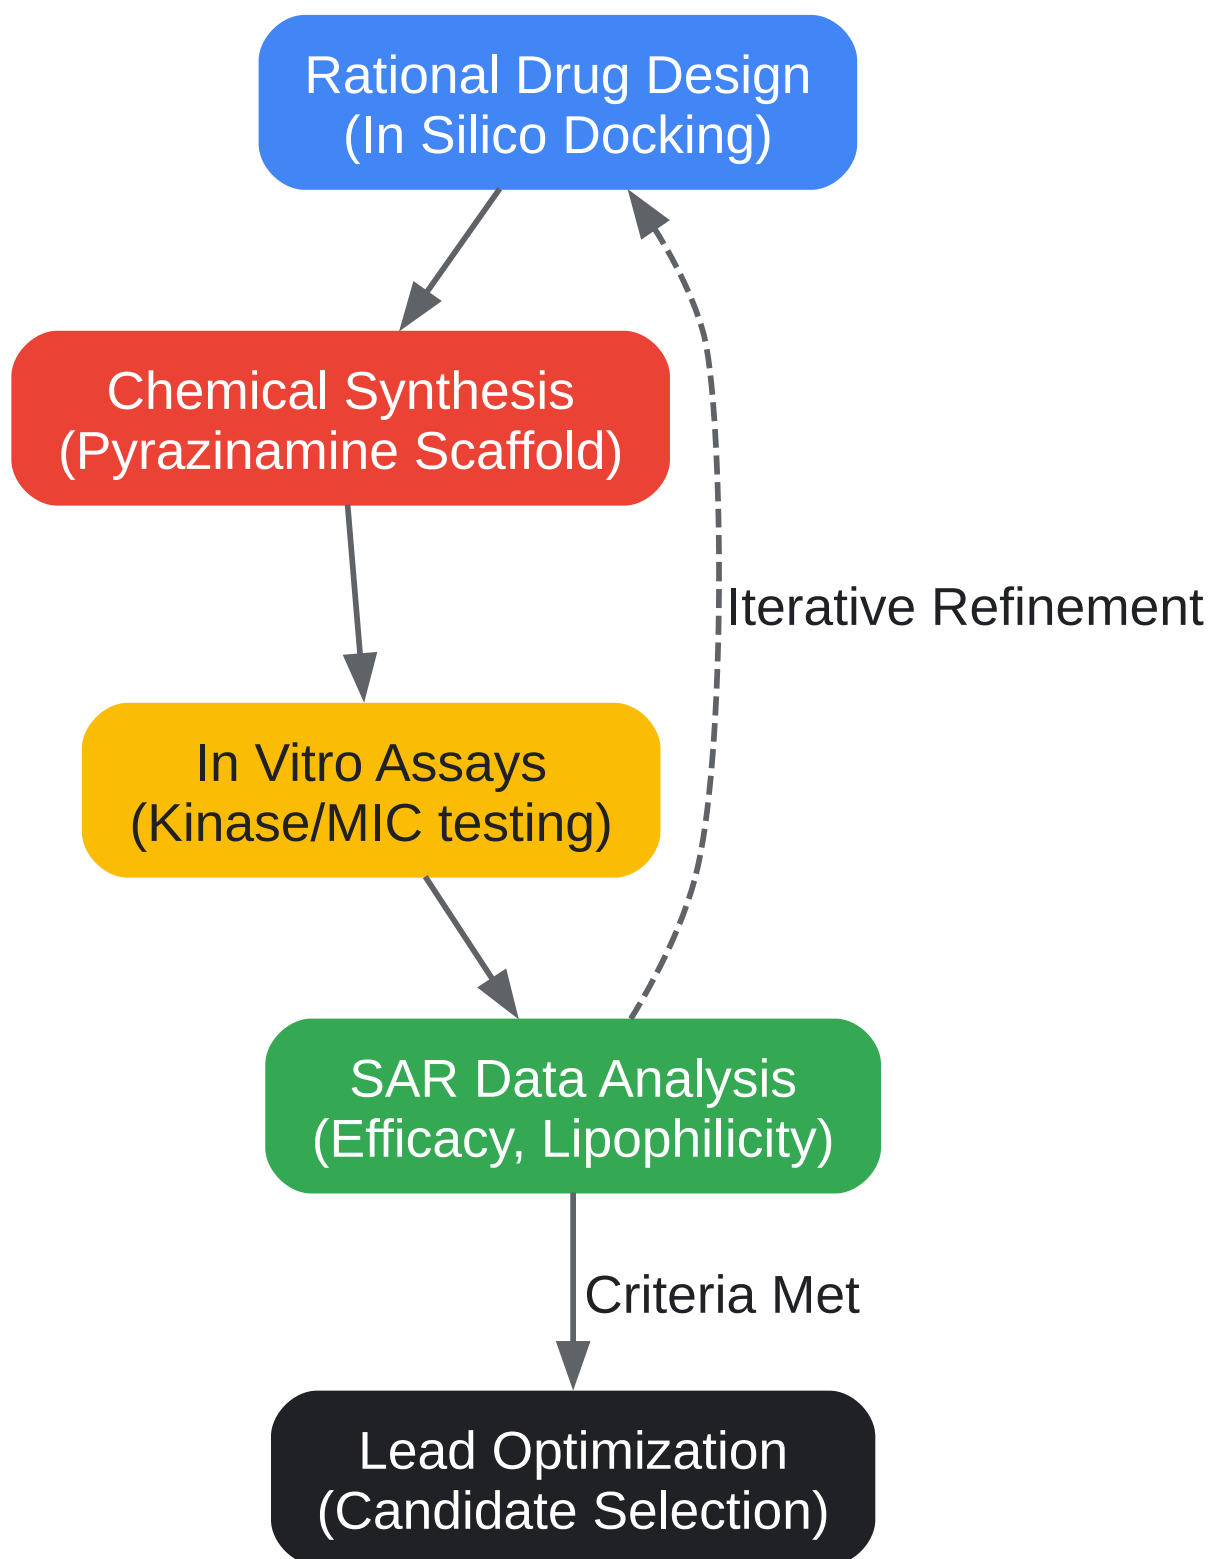 Rational Drug Design
(In Silico Docking)
Chemical Synthesis
(Pyrazinamine Scaffold)
Iterative Refinement
In Vitro Assays
(Kinase/MIC testing)
SAR Data Analysis
(Efficacy, Lipophilicity)
Criteria Met
Lead Optimization
(Candidate Selection)